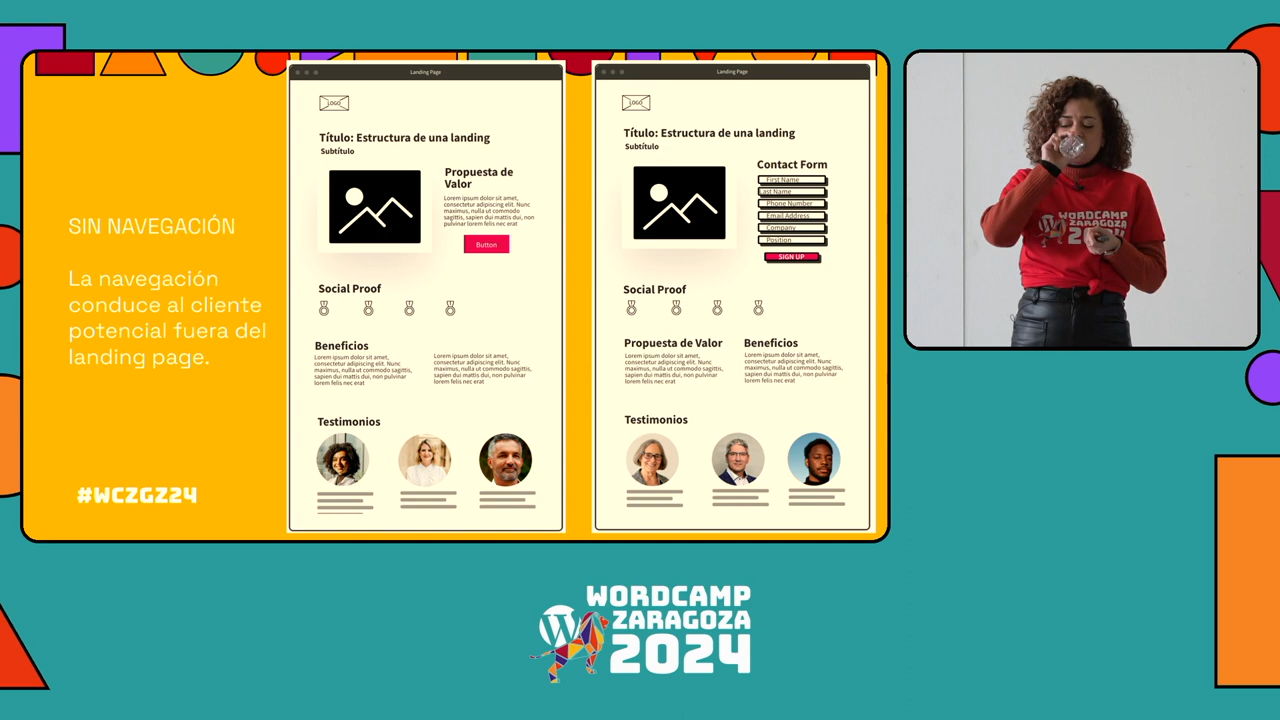 SIN NAVEGACIÓN
La navegación
conduce al cliente
potencial fuera del
landing page.
#WCZGZ24
Landing Page
LOGO
Título: Estructura de una landing
Subtítulo
Propuesta de
Valor
Lorem ipsum dolor sit amet,
consectetur adipiscing elit. Nunc
maximus, nulla ut commodo
sagittis, sapien dui mattis dui, non
pulvinar lorem felis nec erat
Button
Social Proof
Beneficios
Lorem ipsum dolor sit amet,
consectetur adipiscing elit. Nunc
maximus, nulla ut commodo sagittis,
sapien dui mattis dui, non pulvinar
lorem felis nec erat
Lorem ipsum dolor sit amet,
consectetur adipiscing elit. Nunc
maximus, nulla ut commodo sagittis,
sapien dui mattis dui, non pulvinar
lorem felis nec erat
Testimonios
Landing Page
LOGO
Título: Estructura de una landing
Subtítulo
Contact Form
First Name
Last Name
Phone Number
Email Address
Company
Position
SIGN UP
Social Proof
Propuesta de Valor
Lorem ipsum dolor sit amet,
consectetur adipiscing elit. Nunc
maximus, nulla ut commodo sagittis,
sapien dui mattis dui, non pulvinar
lorem felis nec erat
Beneficios
Lorem ipsum dolor sit amet,
consectetur adipiscing elit. Nunc
maximus, nulla ut commodo sagittis,
sapien dui mattis dui, non pulvinar
lorem felis nec erat
Testimonios
WORDCAMP
ZARAGOZA
WORDCAMP
ZARAGOZA
2024